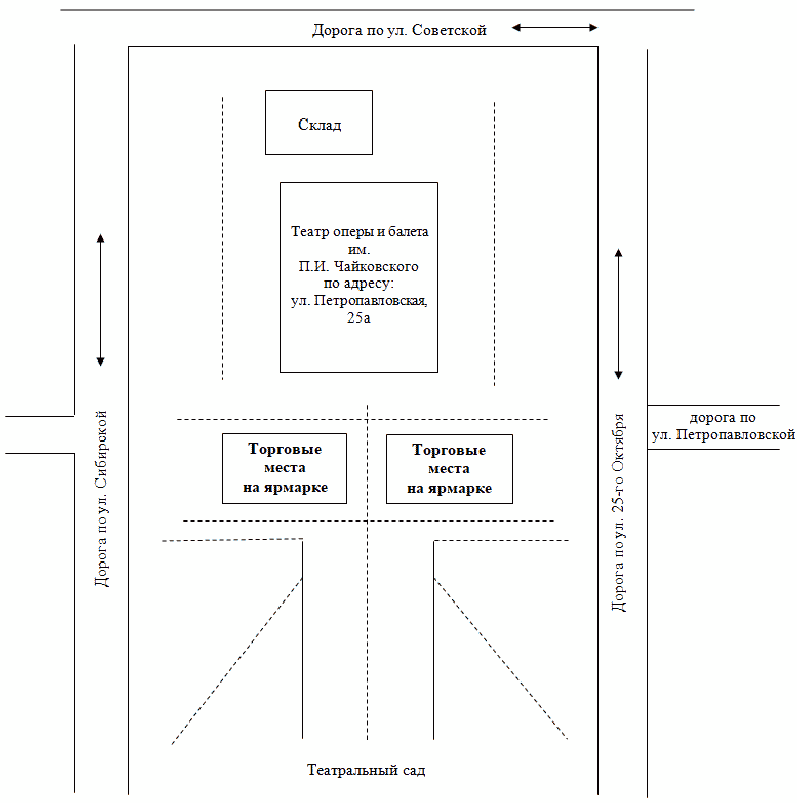 Дорога по ул. Советской
Склад
Театр оперы и балета
им.
П.И. Чайковского
по адресу:
ул. Петропавловская,
25а
Дорога по ул. Сибирской
Дорога по ул. 25-го Октября
дорога по
ул. Петропавловской
Торговые
места
на ярмарке
Торговые
места
на ярмарке
Театральный сад